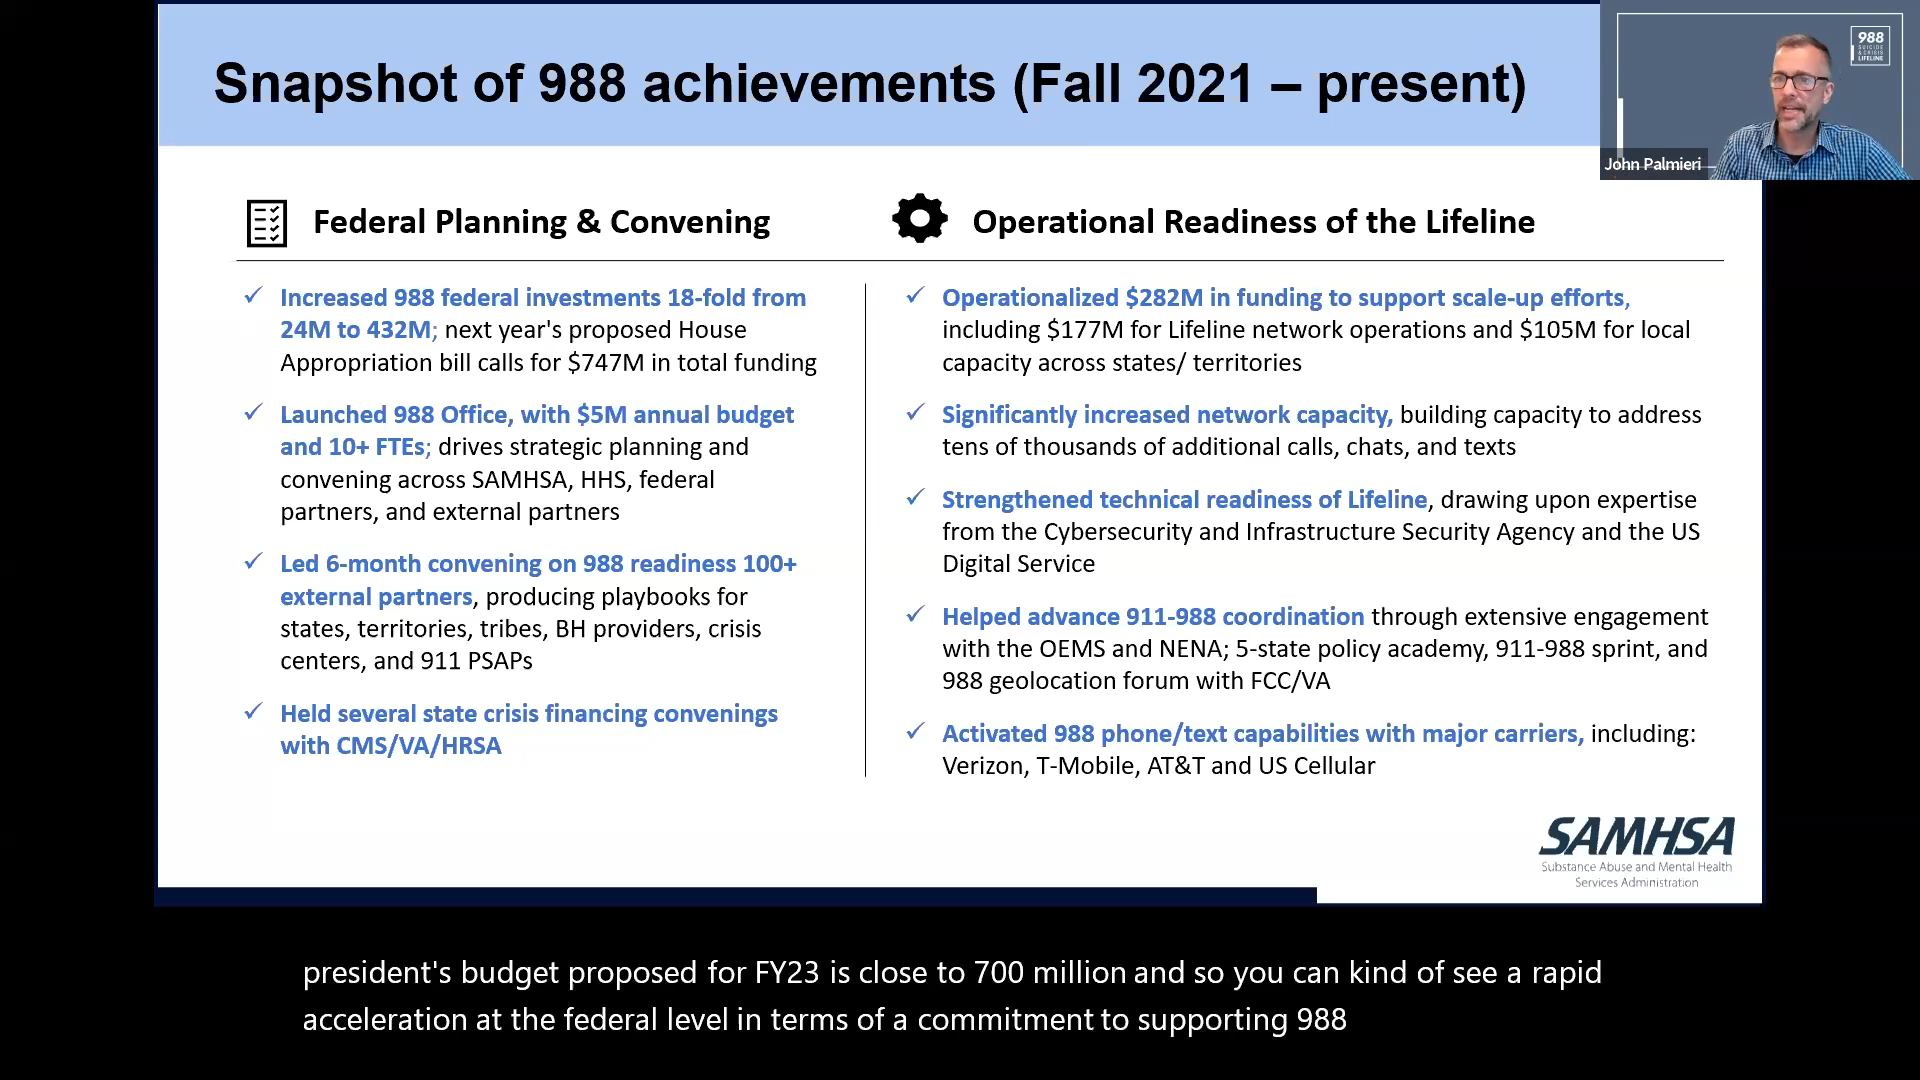 Snapshot of 988 achievements (Fall 2021 – present)
988
SUICIDE
& CRISIS
LIFELINE
John Palmieri
Federal Planning & Convening
Increased 988 federal investments 18-fold from
24M to 432M; next year's proposed House
Appropriation bill calls for $747M in total funding
Launched 988 Office, with $5M annual budget
and 10+ FTEs; drives strategic planning and
convening across SAMHSA, HHS, federal
partners, and external partners
Led 6-month convening on 988 readiness 100+
external partners, producing playbooks for
states, territories, tribes, BH providers, crisis
centers, and 911 PSAPs
Held several state crisis financing convenings
with CMS/VA/HRSA
Operational Readiness of the Lifeline
Operationalized $282M in funding to support scale-up efforts,
including $177M for Lifeline network operations and $105M for local
capacity across states/ territories
Significantly increased network capacity, building capacity to address
tens of thousands of additional calls, chats, and texts
Strengthened technical readiness of Lifeline, drawing upon expertise
from the Cybersecurity and Infrastructure Security Agency and the US
Digital Service
Helped advance 911-988 coordination through extensive engagement
with the OEMS and NENA; 5-state policy academy, 911-988 sprint, and
988 geolocation forum with FCC/VA
Activated 988 phone/text capabilities with major carriers, including:
Verizon, T-Mobile, AT&T and US Cellular
SAMHSA
Substance Abuse and Mental Health
Services Administration
president's budget proposed for FY23 is close to 700 million and so you can kind of see a rapid
acceleration at the federal level in terms of a commitment to supporting 988